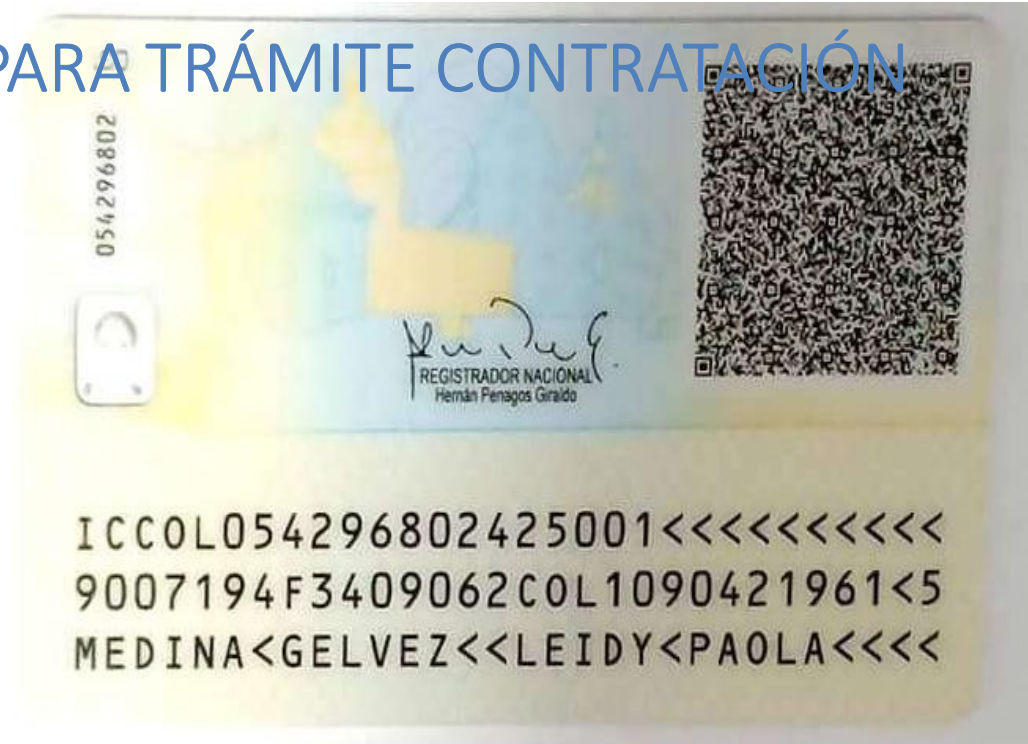 PARA TRÁMITE CONTRATACIÓN
054296802
REGISTRADOR NACIONAL
Hernán Penagos Giraldo
ICCOL054296802425001<<<<<<<<<<
9007194F3409062COL1090421961<5
MEDINA<GELVEZ<<LEIDY<PAOLA<<<<